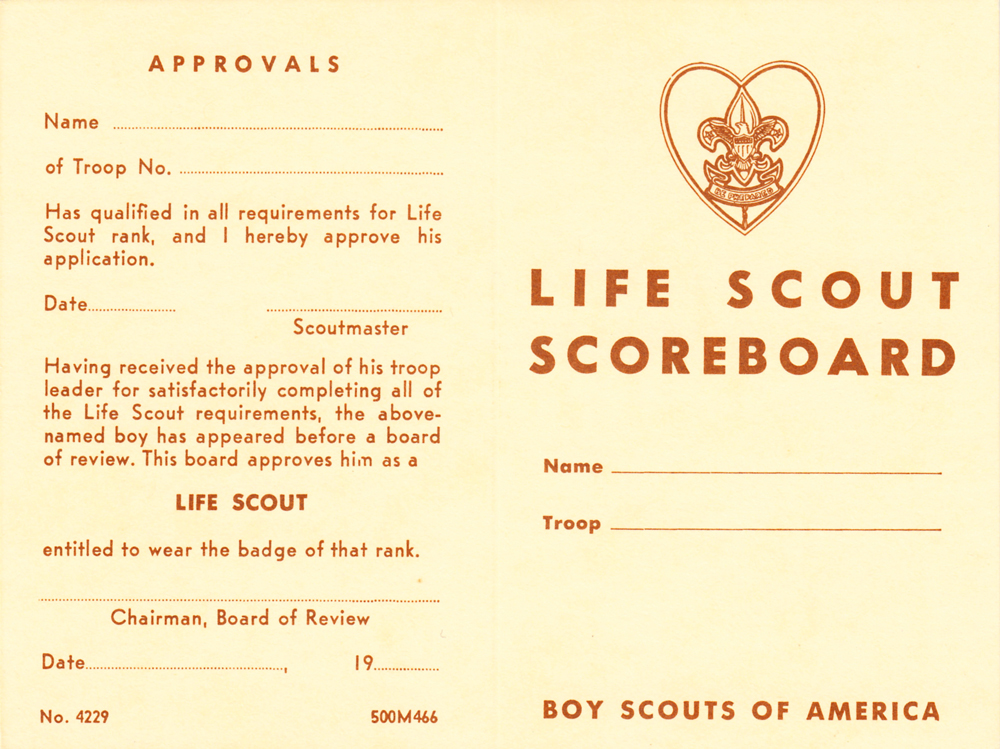 APPROVALS
Name
of Troop No.
Has qualified in all requirements for Life
Scout rank, and I hereby approve his
application.
Date
Scoutmaster
Having received the approval of his troop
leader for satisfactorily completing all of
the Life Scout requirements, the above-
named boy has appeared before a board
of review. This board approves him as a
LIFE SCOUT
entitled to wear the badge of that rank.
Chairman, Board of Review
Date, 19
No. 4229 500M466
BE PREPARED
LIFE SCOUT
SCOREBOARD
Name
Troop
BOY SCOUTS OF AMERICA